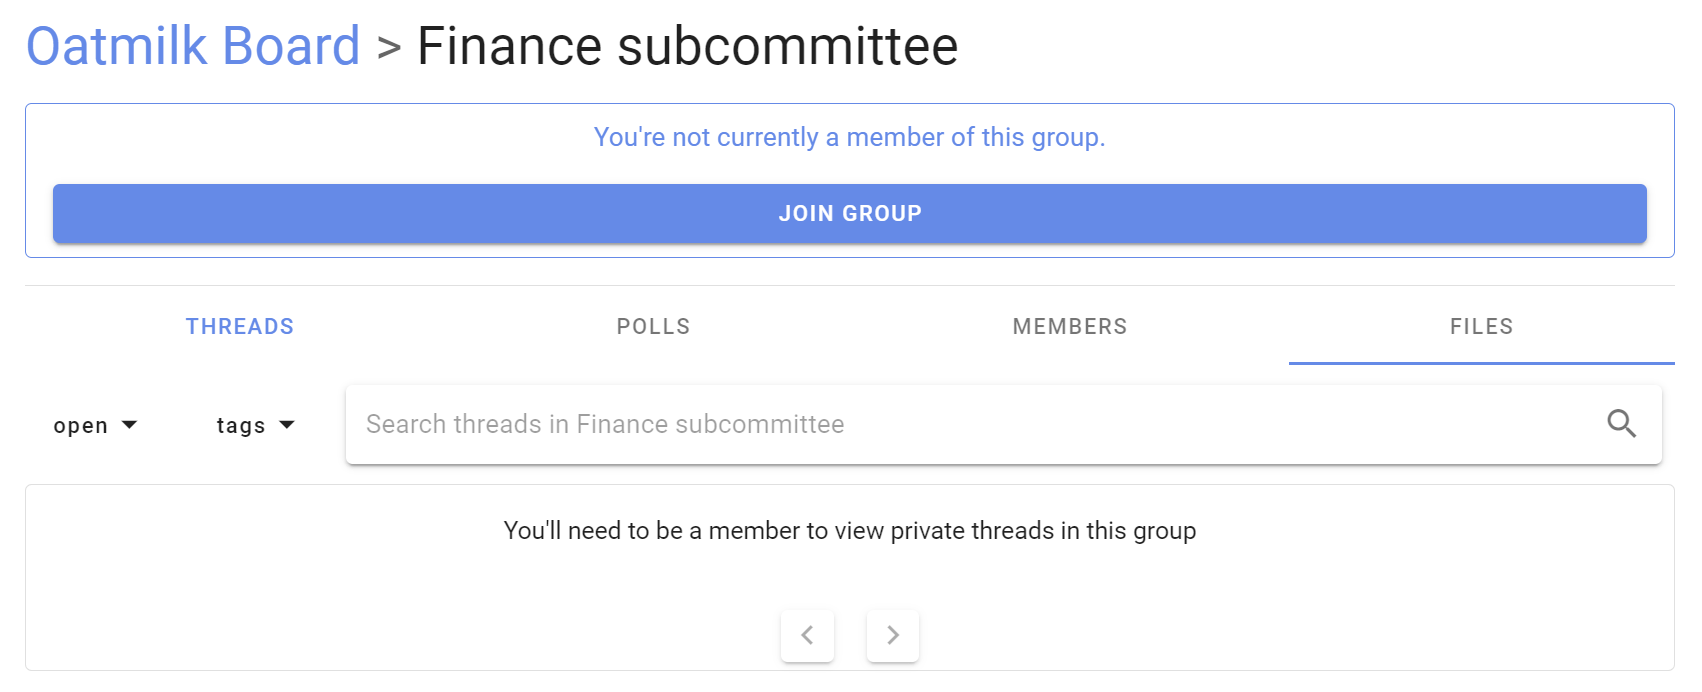 Oatmilk Board > Finance subcommittee
You're not currently a member of this group.
JOIN GROUP
THREADS POLLS MEMBERS FILES
open tags Search threads in Finance subcommittee
You'll need to be a member to view private threads in this group